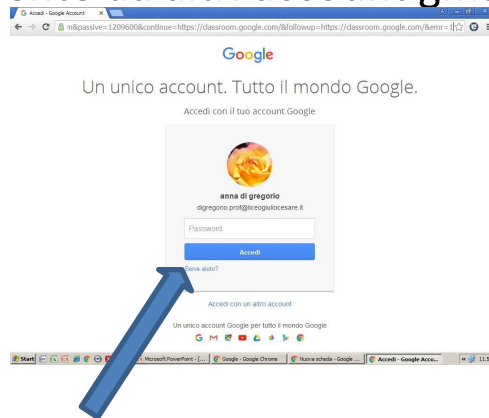 G Accedi - Google Account
m&passive=1209600&continue=https://classroom.google.com/&followup=https://classroom.google.com/&emr=1
Google
Un unico account. Tutto il mondo Google.
Accedi con il tuo account Google
anna di gregorio
digregorio.prof@liceogiuliocesare.it
Password
Accedi
Serve aiuto?
Accedi con un altro account
Un unico account Google per tutto il mondo Google
Start
Microsoft PowerPoint - [...
Google - Google Chrome
Nuova scheda - Google ...
Accedi - Google Acco...